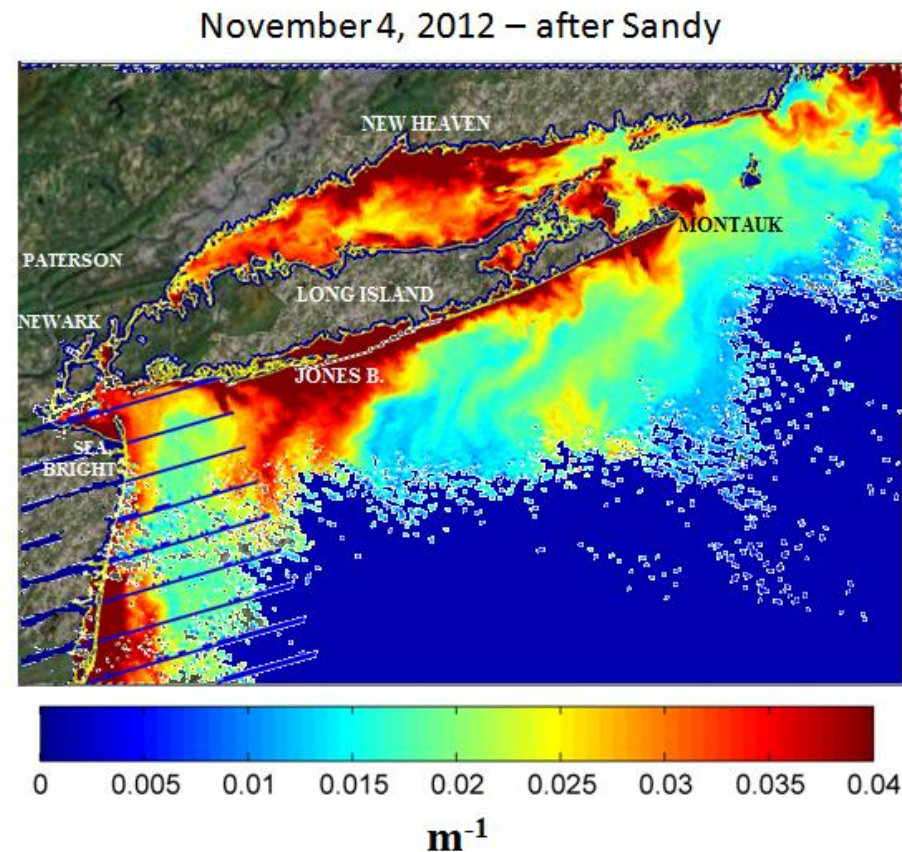 November 4, 2012 – after Sandy
NEW HEAVEN
MONTAUK
PATERSON
LONG ISLAND
NEWARK
JONES B.
SEA
BRIGHT
0 0.005 0.01 0.015 0.02 0.025 0.03 0.035 0.04
m-1